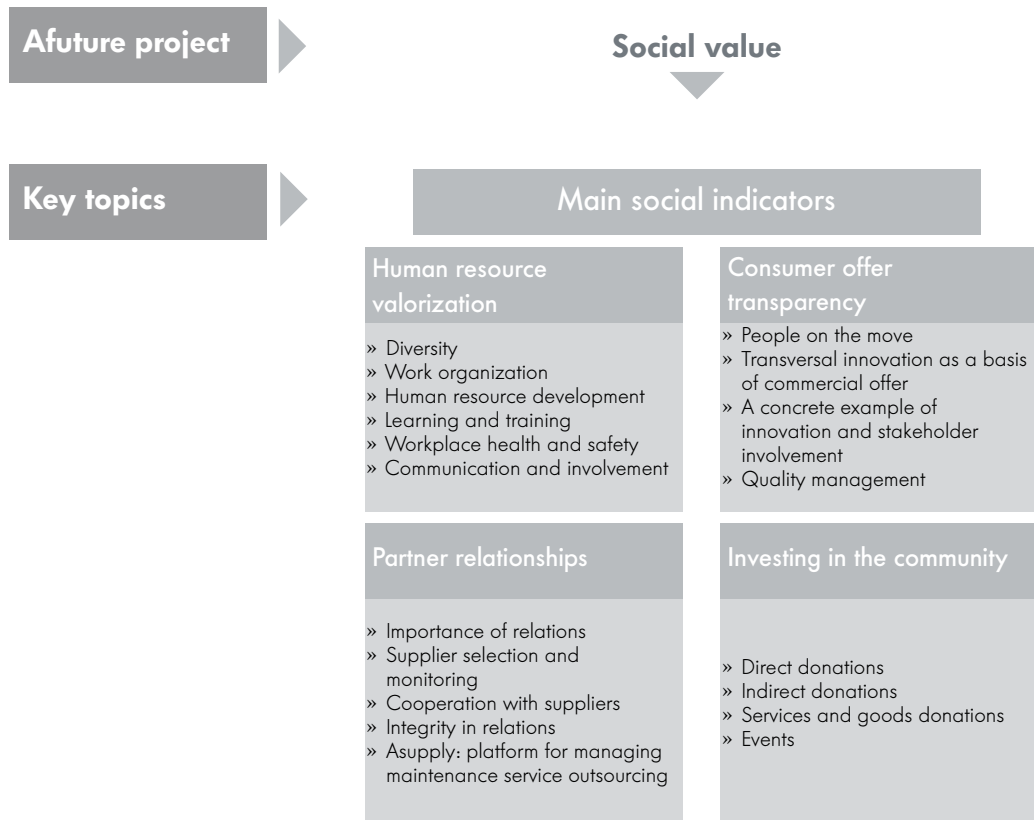 Afuture project
Social value
Key topics
Main social indicators
Human resource
valorization
» Diversity
» Work organization
» Human resource development
» Learning and training
» Workplace health and safety
» Communication and involvement
Consumer offer
transparency
» People on the move
» Transversal innovation as a basis
of commercial offer
» A concrete example of
innovation and stakeholder
involvement
» Quality management
Partner relationships
» Importance of relations
» Supplier selection and
monitoring
» Cooperation with suppliers
» Integrity in relations
» Asupply: platform for managing
maintenance service outsourcing
Investing in the community
» Direct donations
» Indirect donations
» Services and goods donations
» Events